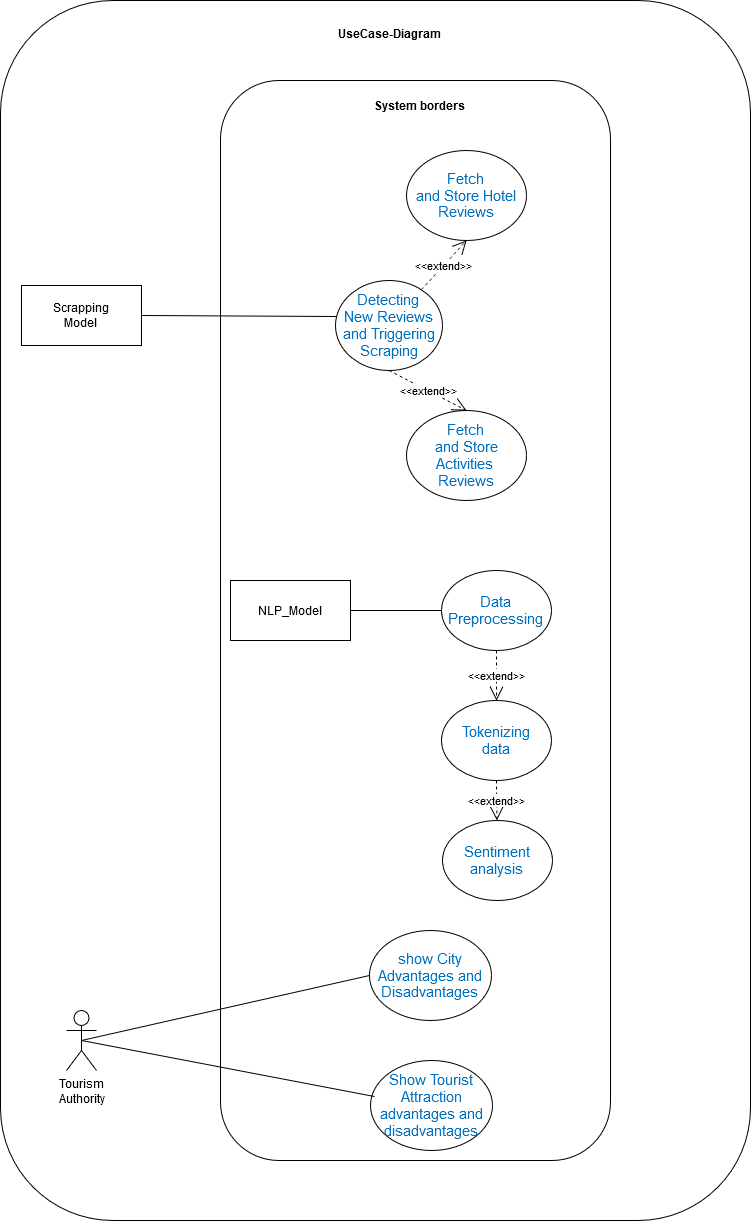 UseCase-Diagram
System borders
Fetch
and Store Hotel
Reviews
<<extend>>
Scrapping
Model
Detecting
New Reviews
and Triggering
Scraping
<<extend>>
Fetch
and Store
Activities
Reviews
NLP_Model
Data
Preprocessing
<<extend>>
Tokenizing
data
<<extend>>
Sentiment
analysis
show City
Advantages and
Disadvantages
Tourism
Authority
Show Tourist
Attraction
advantages and
disadvantages